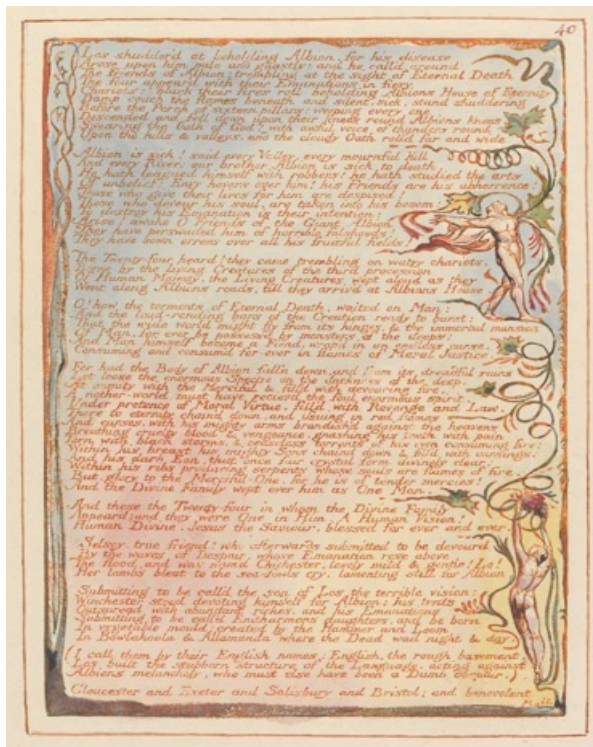 40
Los shudder'd at beholding Albion, for his disease
Arose upon him pale and ghastly: and he call'd around
The Friends of Albion: trembling at the sight of Eternal Death
The four appear'd with their Emanations in fiery
Chariots: black their fires roll beholding Albions House of Eternity
Damp couch the flames beneath and silent, sick, stand shuddering
Before the Porch of sixteen pillars: weeping every one
Descended and fell down upon their knees round Albions knees,
Swearing the Oath of God! with awful voice of thunders round
Upon the hills & valleys, and the cloudy Oath roll'd far and wide
Albion is sick! said every Valley, every mournful Hill
And every River: our brother Albion is sick to death.
He hath leagued himself with robbers: he hath studied the arts
Of unbelief: Envy hovers over him! his Friends are his abhorrence!
Those who give their lives for him are despised!
Those who devour his soul, are taken into his bosom!
To destroy his Emanation is their intention:
Arise! awake O Friends of the Giant Albion
They have perswaded him of horrible falshoods!
They have sown errors over all his fruitful fields!
The Twenty-four heard! they came trembling on watry chariots.
Borne by the Living Creatures of the third procession
Of Human Majesty, the Living Creatures wept aloud as they
Went along Albions roads, till they arriv'd at Albions House
O! how the torments of Eternal Death, waited on Man:
And the loud-rending bars of the Creation ready to burst:
That the wide world might fly from its hinges, & the immortal mansion
Of Man, for ever be possess'd by monsters of the deeps:
And Man himself become a Fiend, wrap'd in an endless curse,
Consuming and consum'd for-ever in flames of Moral Justice.
For had the Body of Albion fall'n down, and from its dreadful ruins
Let loose the enormous Spectre on the darkness of the deep,
At enmity with the Merciful & fill'd with devouring fire,
A nether-world must have recievd the foul enormous spirit,
Under pretence of Moral Virtue, fill'd with Revenge and Law.
There to eternity chain'd down, and issuing in red flames
And curses, with his mighty arms brandish'd against the heavens
Breathing cruelty blood & vengeance, gnashing his teeth with pain
Torn with black storms, & ceaseless torrents of his own consuming fire:
Within his breast his mighty Sons chaind down & fill'd with cursings:
And his dark Eon, that once fair crystal form divinely clear:
Within his ribs producing serpents whose souls are flames of fire.
But, glory to the Merciful-One, for he is of tender mercies!
And the Divine Family wept over him as One Man.
And these the Twenty-four in whom the Divine Family
Appear'd; and they were One in Him. A Human Vision!
Human Divine, Jesus the Saviour, blessed for ever and ever.
Selsey, true friend! who afterwards submitted to be devourd
By the waves of Despair, whose Emanation rose above
The flood, and was nam'd Chichester, lovely mild & gentle! Lo!
Her lambs bleat to the sea-fowls cry, lamenting still for Albion.
Submitting to be call'd the son of Los the terrible vision:
Winchester stood devoting himself for Albion: his tents
Outspread with abundant riches, and his Emanations
Submitting to be call'd Enitharmons daughters, and be born
In vegetable mould: created by the Hammer and Loom
In Bowlahoola & Allamanda where the Dead wail night & day.
(I call them by their English names: English, the rough basement.
Los built the stubborn structure of the Language, acting against
Albions melancholy, who must else have been a Dumb despair.)
Gloucester and Exeter and Salisbury and Bristol: and benevolent
Bath